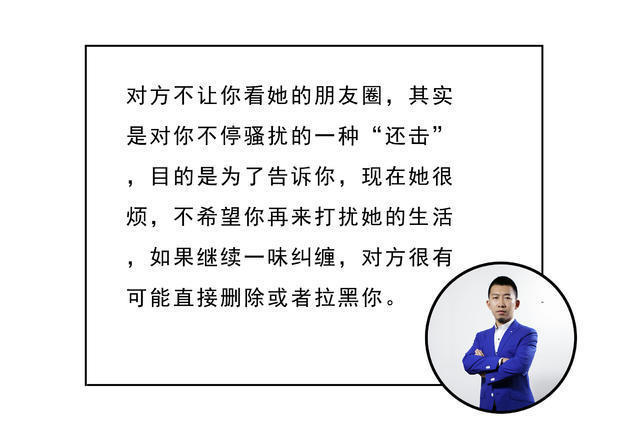 对方不让你看她的朋友圈，其实
是对你不停骚扰的一种“还击”
，目的是为了告诉你，现在她很
烦，不希望你再来打扰她的生活
，如果继续一味纠缠，对方很有
可能直接删除或者拉黑你。